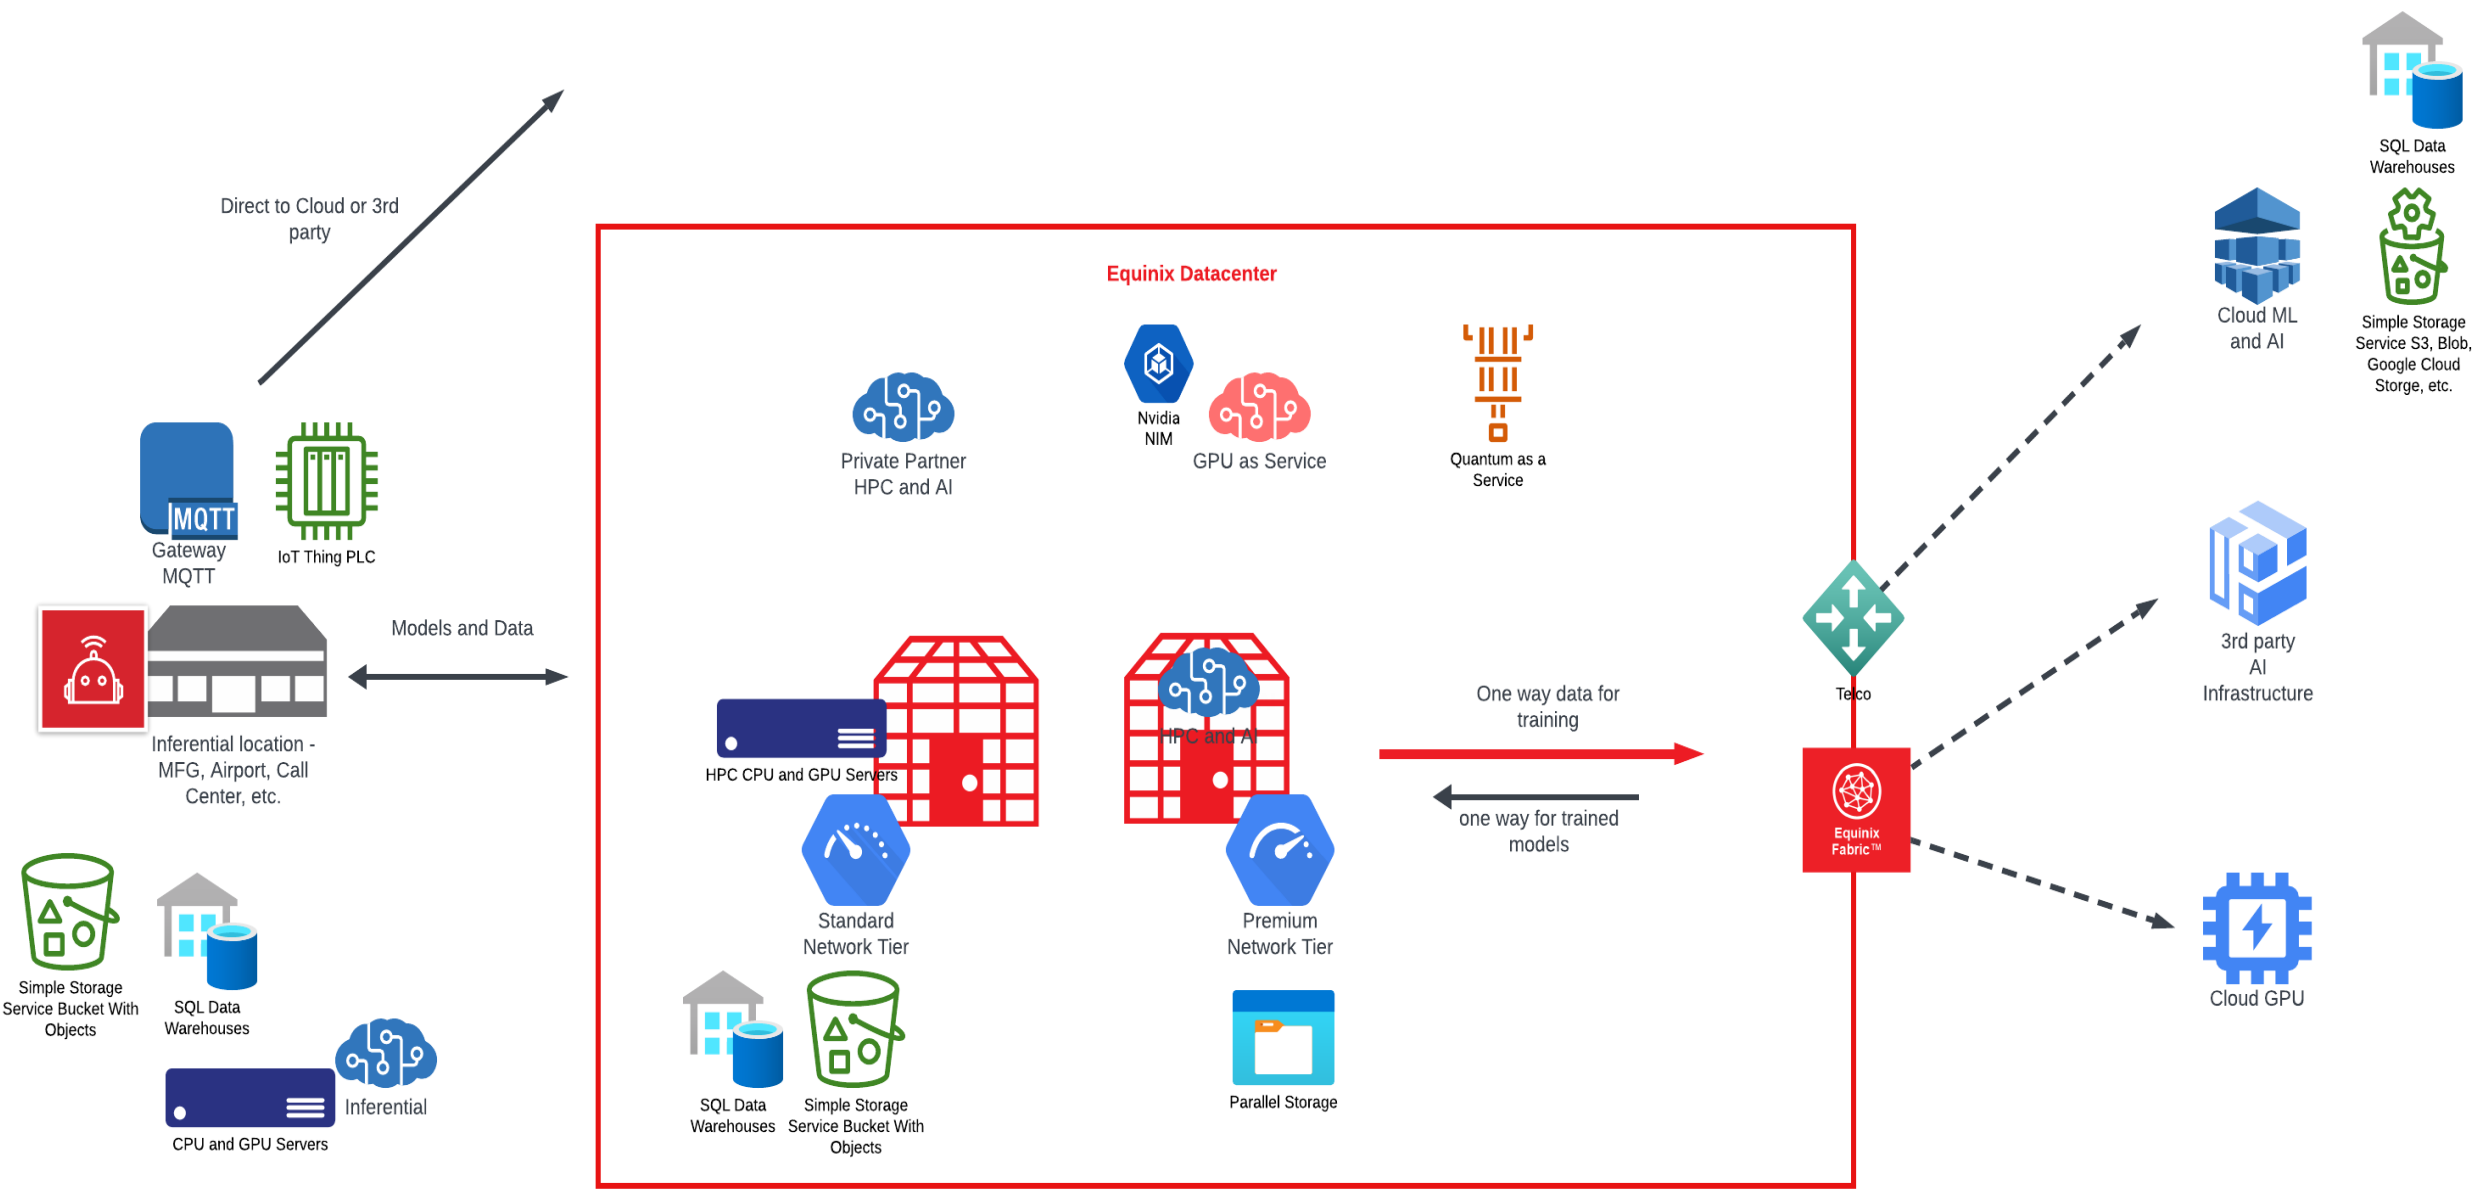 Direct to Cloud or 3rd
party
MQTT
Gateway
MQTT
IoT Thing PLC
Inferential location -
MFG, Airport, Call
Center, etc.
Models and Data
Simple Storage
Service Bucket With
Objects
SQL Data
Warehouses
Inferential
CPU and GPU Servers
Equinix Datacenter
Private Partner
HPC and AI
Nvidia
NIM
GPU as Service
Quantum as a
Service
HPC CPU and GPU Servers
HPC and AI
Standard
Network Tier
Premium
Network Tier
SQL Data
Warehouses
Simple Storage
Service Bucket With
Objects
Parallel Storage
One way data for
training
one way for trained
models
Telco
Equinix
Fabric™
SQL Data
Warehouses
Cloud ML
and AI
Simple Storage
Service S3, Blob,
Google Cloud
Storge, etc.
3rd party
AI
Infrastructure
Cloud GPU